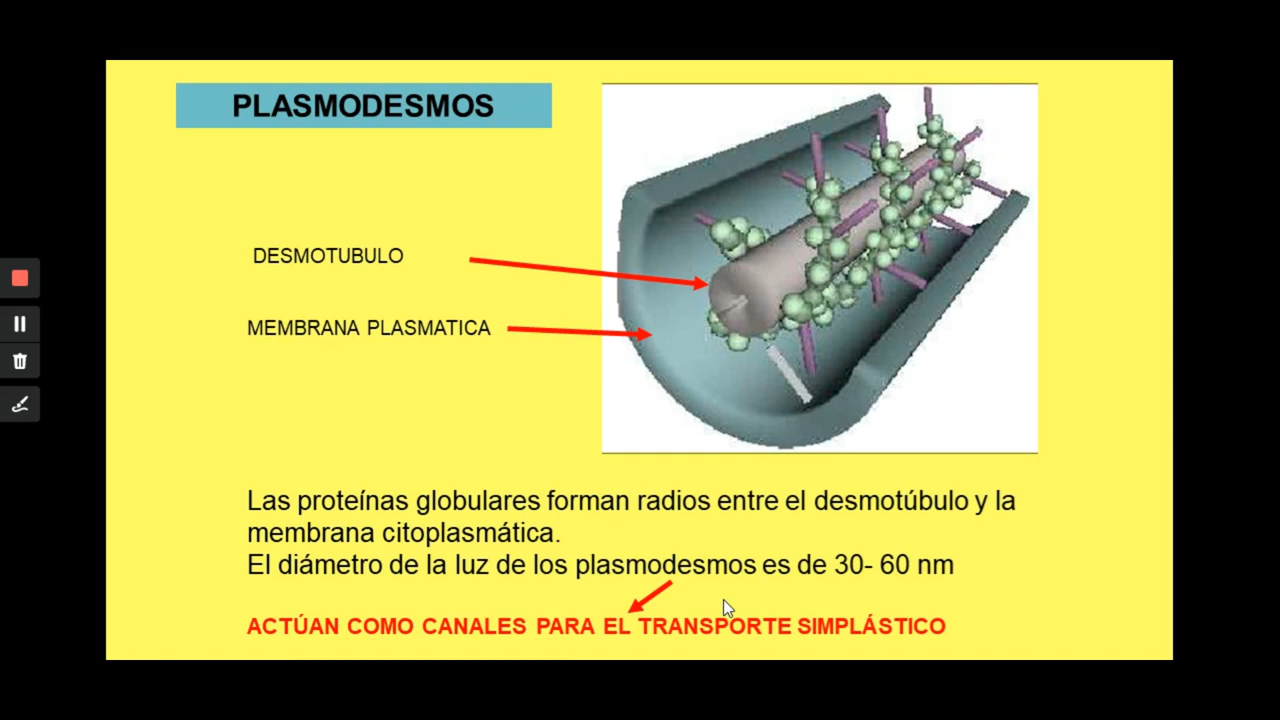 PLASMODESMOS
DESMOTUBULO
MEMBRANA PLASMATICA
Las proteínas globulares forman radios entre el desmotúbulo y la
membrana citoplasmática.
El diámetro de la luz de los plasmodesmos es de 30- 60 nm
ACTÚAN COMO CANALES PARA EL TRANSPORTE SIMPLÁSTICO